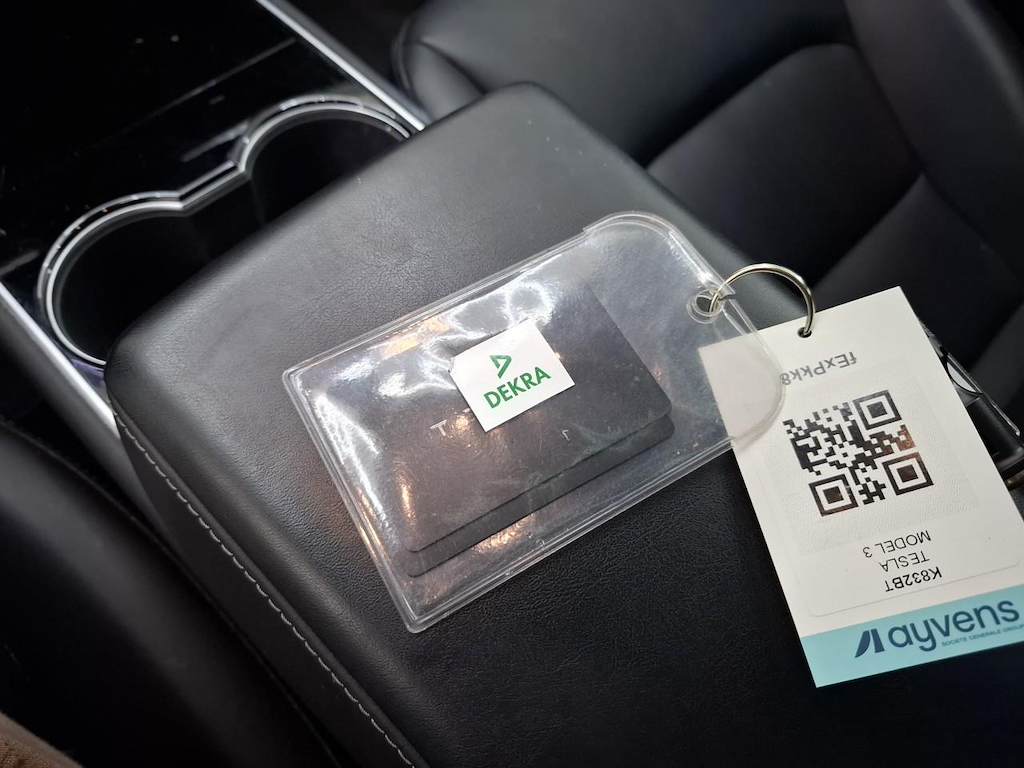 DEKRA
T
fExPkk8
K832BT
TESLA
MODEL 3
ayvens
SOCIETE GENERALE GROUP